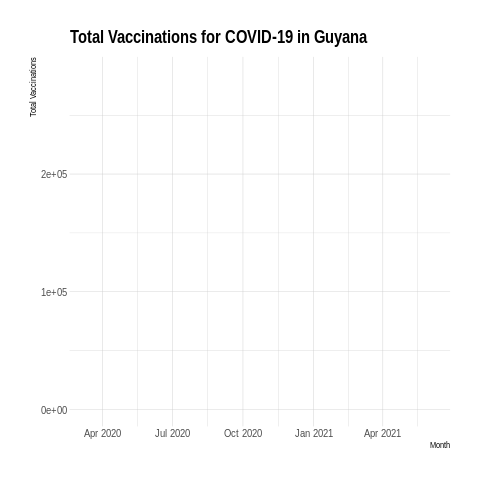 Total Vaccinations for COVID-19 in Guyana
Total Vaccinations
2e+05
1e+05
0e+00
Apr 2020 Jul 2020 Oct 2020 Jan 2021 Apr 2021
Month